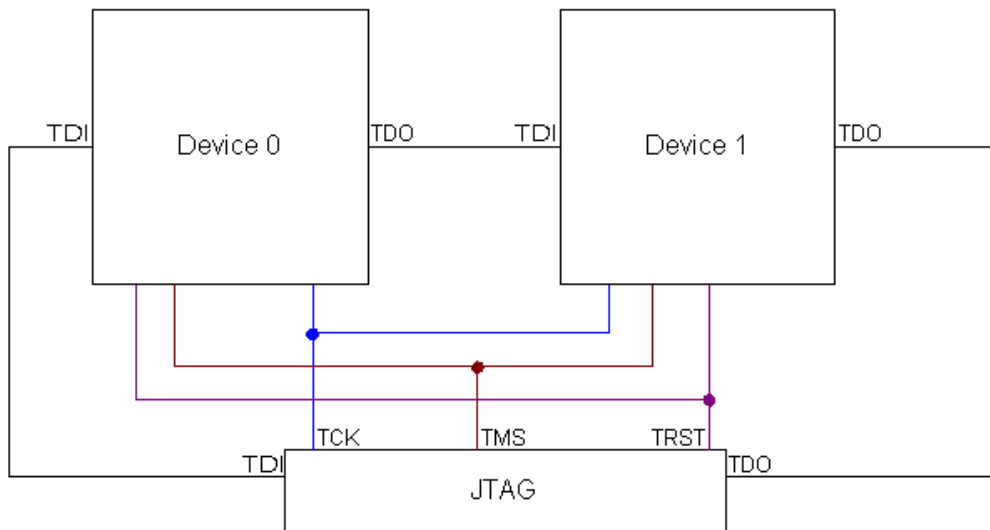 TDI
Device 0
TDO
TDI
Device 1
TDO
TCK
TMS
TRST
TDI
JTAG
TDO